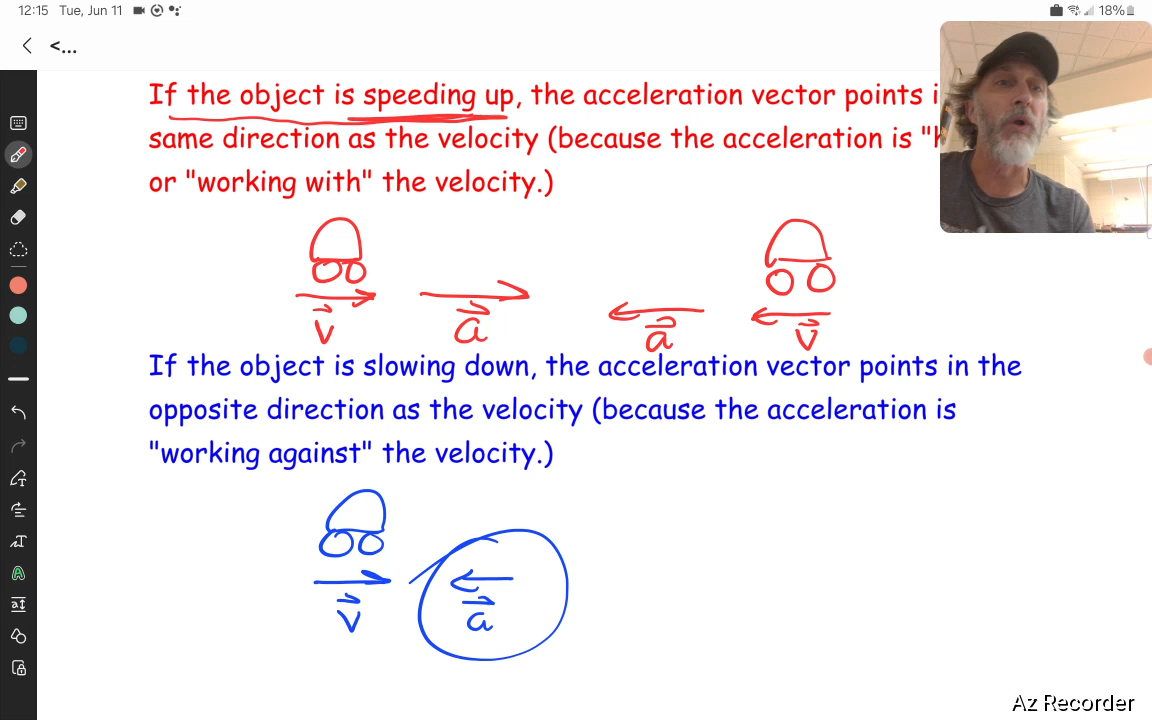 12:15 Tue, Jun 11 18%
<...
If the object is speeding up, the acceleration vector points i
same direction as the velocity (because the acceleration is "h
or "working with" the velocity.)
v a a v
If the object is slowing down, the acceleration vector points in the
opposite direction as the velocity (because the acceleration is
"working against" the velocity.)
v a
Az Recorder